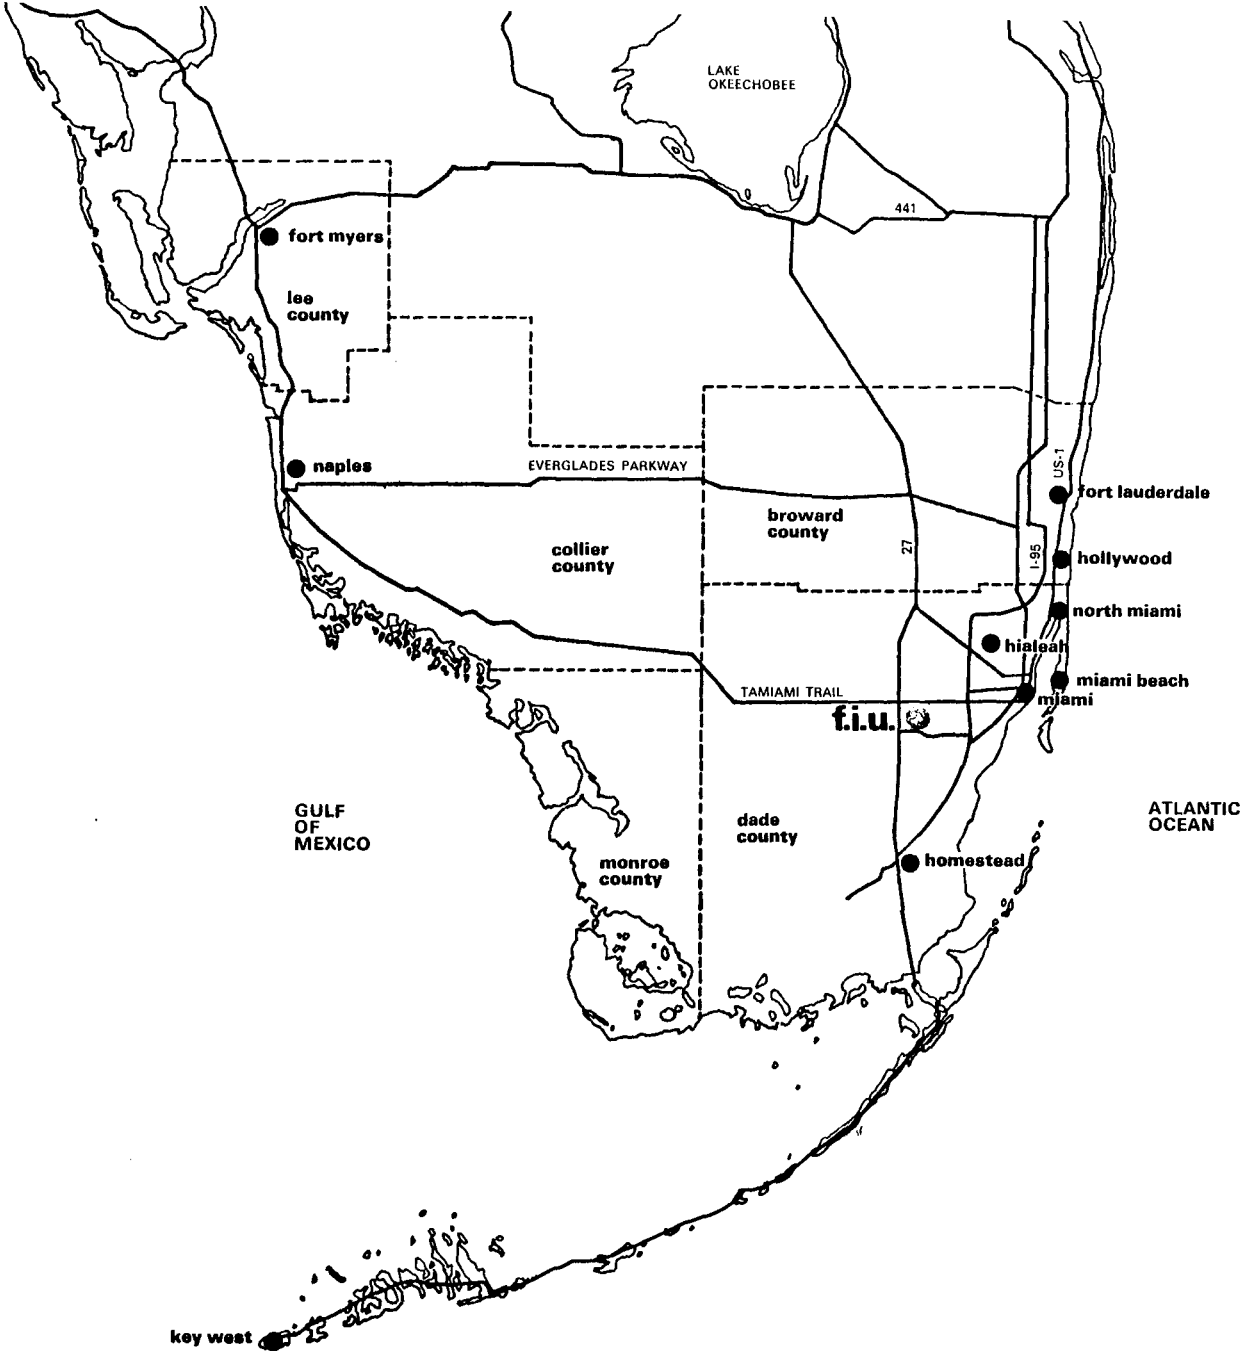 LAKE
OKEECHOBEE
441
fort myers
lee
county
naples
EVERGLADES PARKWAY
US-1
fort lauderdale
broward
county
collier
county
27
I-95
hollywood
north miami
hialeah
miami beach
TAMIAMI TRAIL
miami
f.i.u.
GULF
OF
MEXICO
ATLANTIC
OCEAN
dade
county
monroe
county
homestead
key west